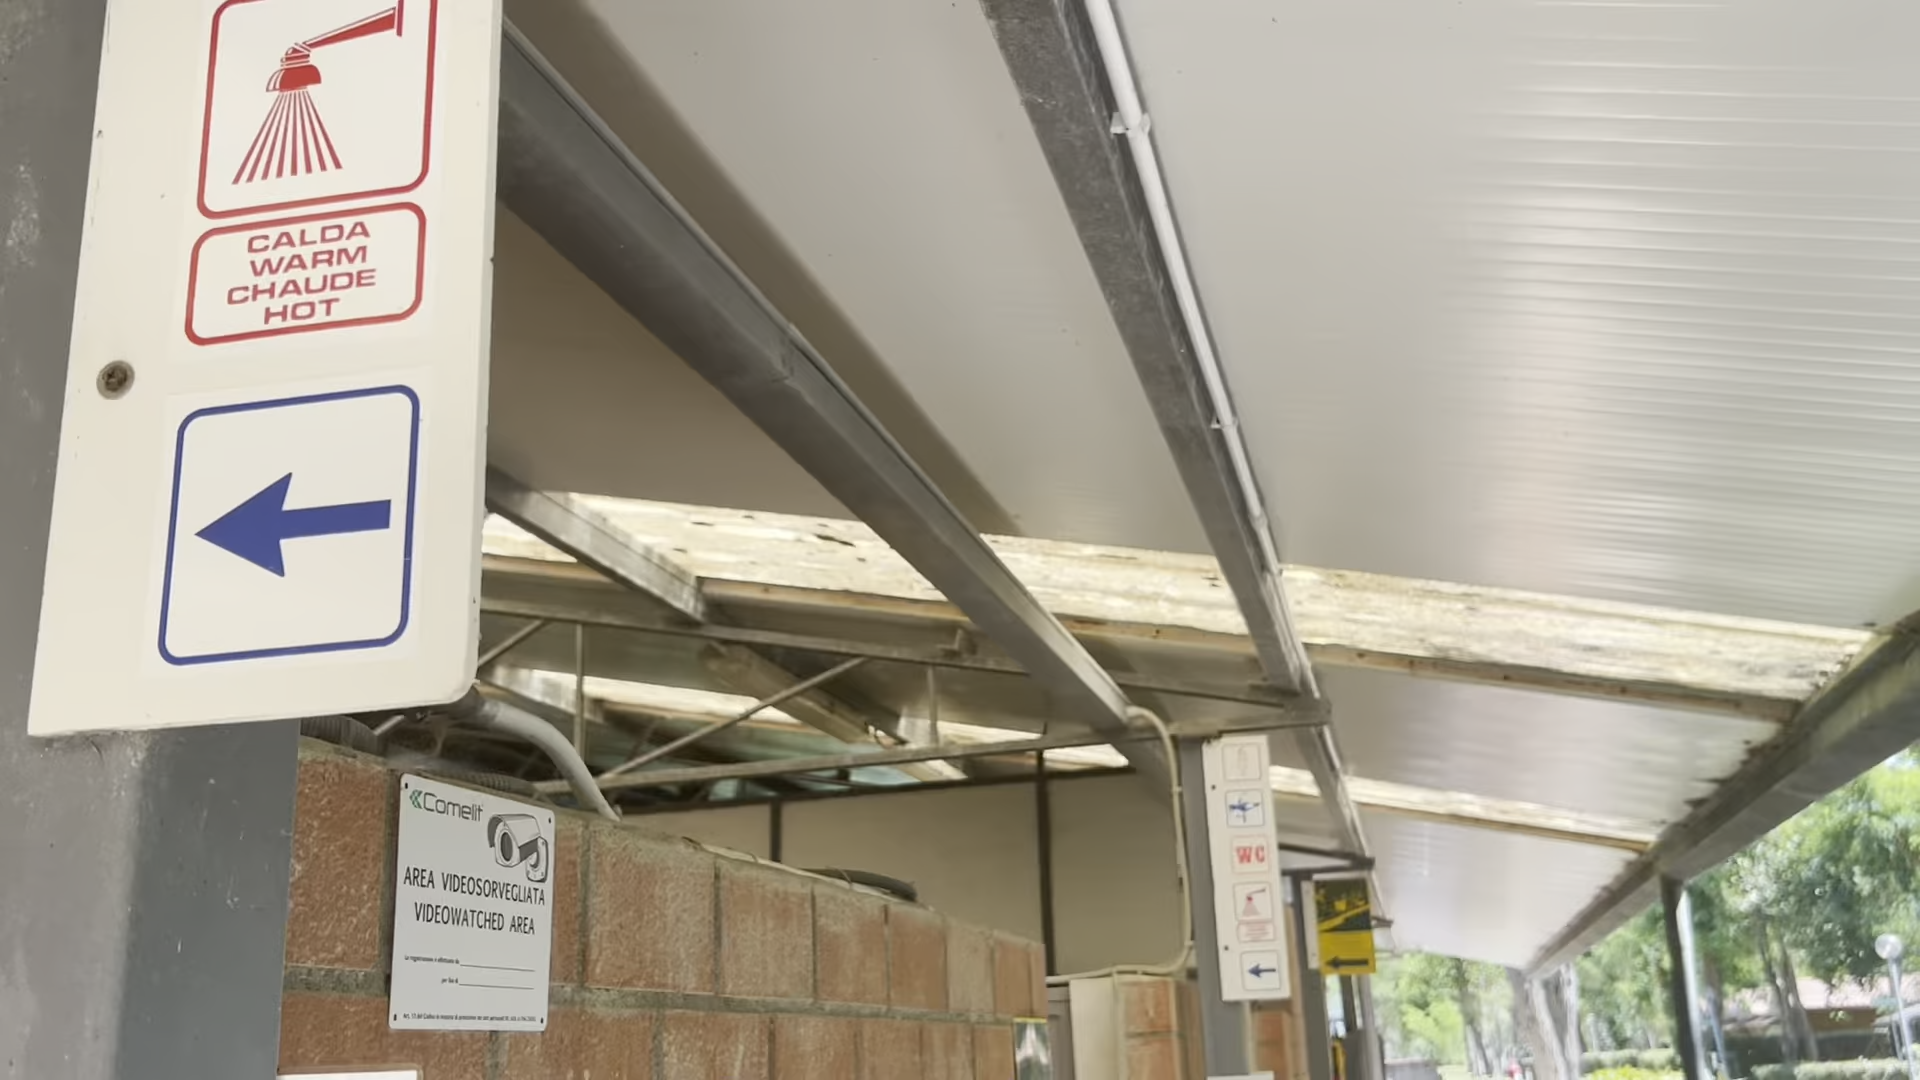 CALDA
WARM
CHAUDE
HOT
Comelit
AREA VIDEOSORVEGLIATA
VIDEOWATCHED AREA
WC